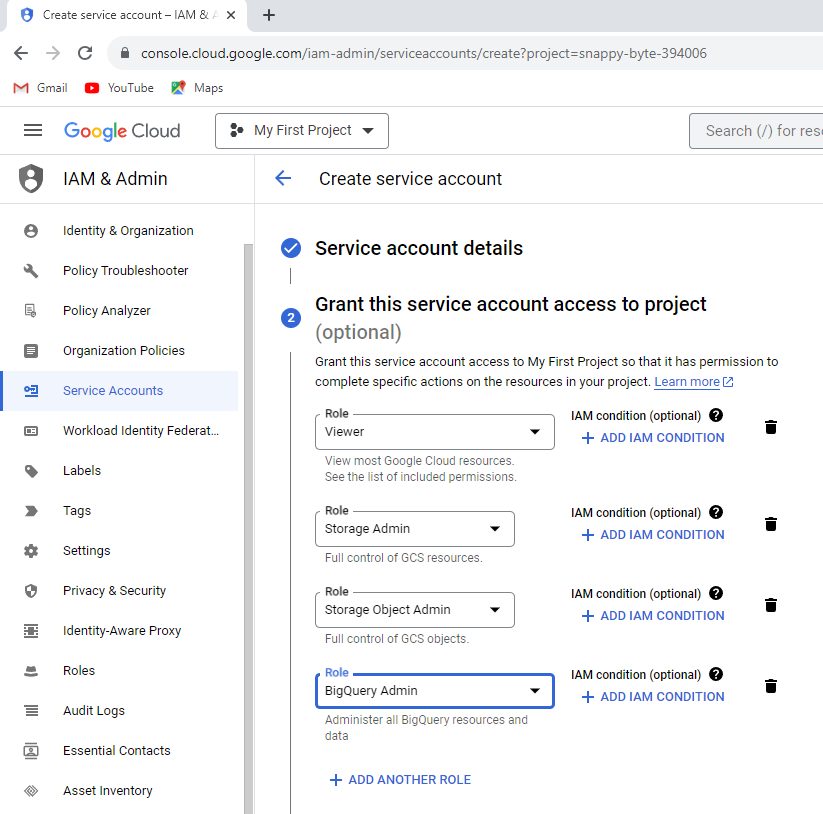 Create service account – IAM & A
console.cloud.google.com/iam-admin/serviceaccounts/create?project=snappy-byte-394006
Gmail
YouTube
Maps
Google Cloud
My First Project
Search (/) for reso
IAM & Admin
Create service account
Identity & Organization
Policy Troubleshooter
Policy Analyzer
Organization Policies
Service Accounts
Workload Identity Federat...
Labels
Tags
Settings
Privacy & Security
Identity-Aware Proxy
Roles
Audit Logs
Essential Contacts
Asset Inventory
Service account details
2
Grant this service account access to project
(optional)
Grant this service account access to My First Project so that it has permission to
complete specific actions on the resources in your project. Learn more
Role
Viewer
IAM condition (optional) ?
+ ADD IAM CONDITION
View most Google Cloud resources.
See the list of included permissions.
Role
Storage Admin
IAM condition (optional) ?
+ ADD IAM CONDITION
Full control of GCS resources.
Role
Storage Object Admin
IAM condition (optional) ?
+ ADD IAM CONDITION
Full control of GCS objects.
Role
BigQuery Admin
IAM condition (optional) ?
+ ADD IAM CONDITION
Administer all BigQuery resources and
data
+ ADD ANOTHER ROLE